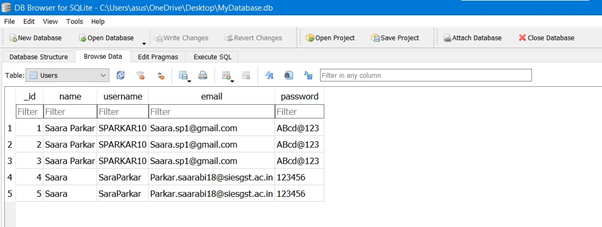 DB Browser for SQLite - C:\Users\asus\OneDrive\Desktop\MyDatabase.db
File Edit View Tools Help
New Database Open Database Write Changes Revert Changes Open Project Save Project Attach Database Close Database
Database Structure Browse Data Edit Pragmas Execute SQL
Table: Users Filter in any column
_id name username email password
Filter Filter Filter Filter Filter
1 1 Saara Parkar SPARKAR10 Saara.sp1@gmail.com ABcd@123
2 2 Saara Parkar SPARKAR10 Saara.sp1@gmail.com ABcd@123
3 3 Saara Parkar SPARKAR10 Saara.sp1@gmail.com ABcd@123
4 4 Saara SaraParkar Parkar.saarabi18@siesgst.ac.in 123456
5 5 Saara SaraParkar Parkar.saarabi18@siesgst.ac.in 123456